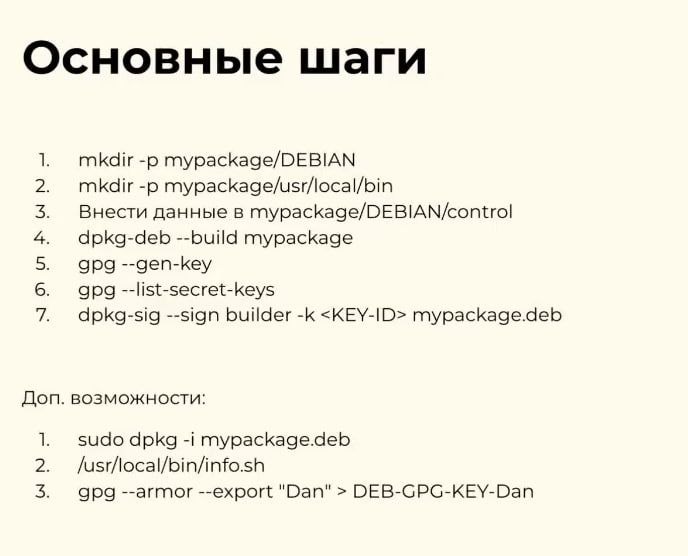 Основные шаги
1. mkdir -p mypackage/DEBIAN
2. mkdir -p mypackage/usr/local/bin
3. Внести данные в mypackage/DEBIAN/control
4. dpkg-deb --build mypackage
5. gpg --gen-key
6. gpg --list-secret-keys
7. dpkg-sig --sign builder -k <KEY-ID> mypackage.deb
Доп. возможности:
1. sudo dpkg -i mypackage.deb
2. /usr/local/bin/info.sh
3. gpg --armor --export "Dan" > DEB-GPG-KEY-Dan